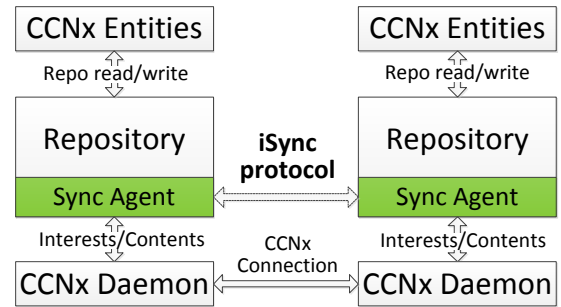 CCNx Entities
CCNx Entities
Repo read/write
Repo read/write
Repository
Repository
iSync
protocol
Sync Agent
Sync Agent
Interests/Contents
Interests/Contents
CCNx
Connection
CCNx Daemon
CCNx Daemon